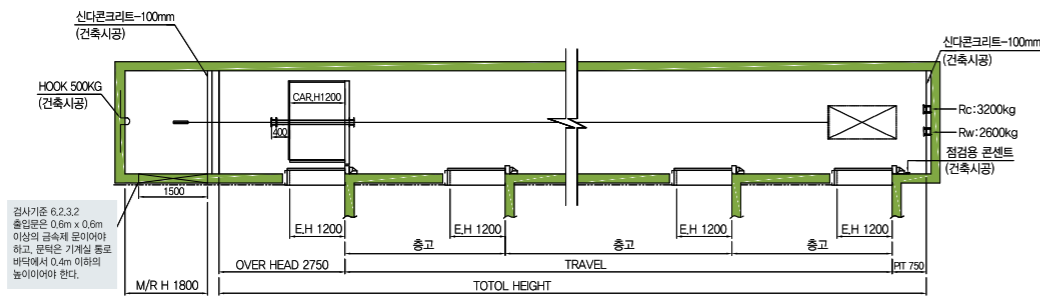 신다콘크리트-100mm
(건축시공)
HOOK 500KG
(건축시공)
CAR.H1200
400
1500
신다콘크리트-100mm
(건축시공)
Rc:3200kg
Rw:2600kg
점검용 콘센트
(건축시공)
검사기준 6.2.3.2
출입문은 0.6m x 0.6m
이상의 금속제 문이어야
하고, 문턱은 기계실 통로
바닥에서 0.4m 이하의
높이이어야 한다.
E.H 1200
E.H 1200
E.H 1200
E.H 1200
층고
층고
층고
OVER HEAD 2750
TRAVEL
PIT 750
M/R H 1800
TOTOL HEIGHT